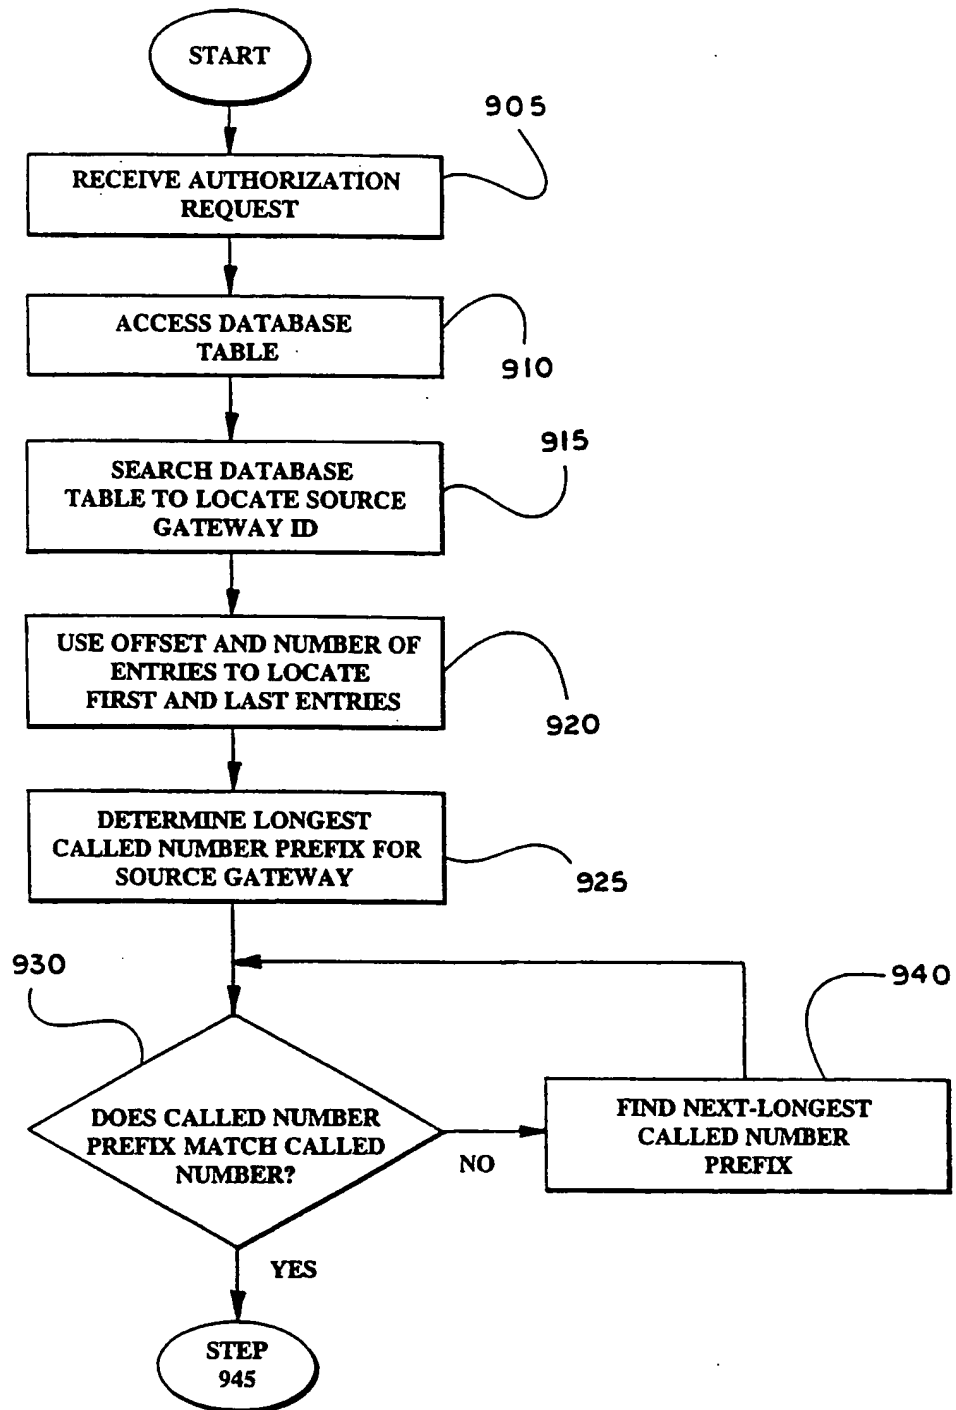 START
905
RECEIVE AUTHORIZATION
REQUEST
ACCESS DATABASE
TABLE
910
915
SEARCH DATABASE
TABLE TO LOCATE SOURCE
GATEWAY ID
USE OFFSET AND NUMBER OF
ENTRIES TO LOCATE
FIRST AND LAST ENTRIES
920
DETERMINE LONGEST
CALLED NUMBER PREFIX FOR
SOURCE GATEWAY
925
930
940
DOES CALLED NUMBER
PREFIX MATCH CALLED
NUMBER?
NO
FIND NEXT-LONGEST
CALLED NUMBER
PREFIX
YES
STEP
945